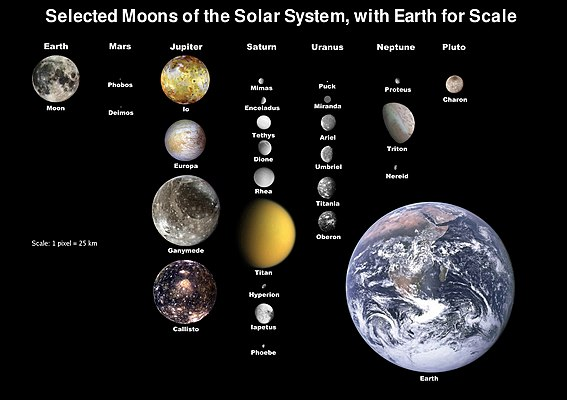 Selected Moons of the Solar System, with Earth for Scale
Earth
Mars
Jupiter
Saturn
Uranus
Neptune
Pluto
Moon
Phobos
Deimos
Io
Europa
Ganymede
Callisto
Mimas
Enceladus
Tethys
Dione
Rhea
Titan
Hyperion
Iapetus
Phoebe
Puck
Miranda
Ariel
Umbriel
Titania
Oberon
Proteus
Triton
Nereid
Charon
Scale: 1 pixel = 25 km
Earth